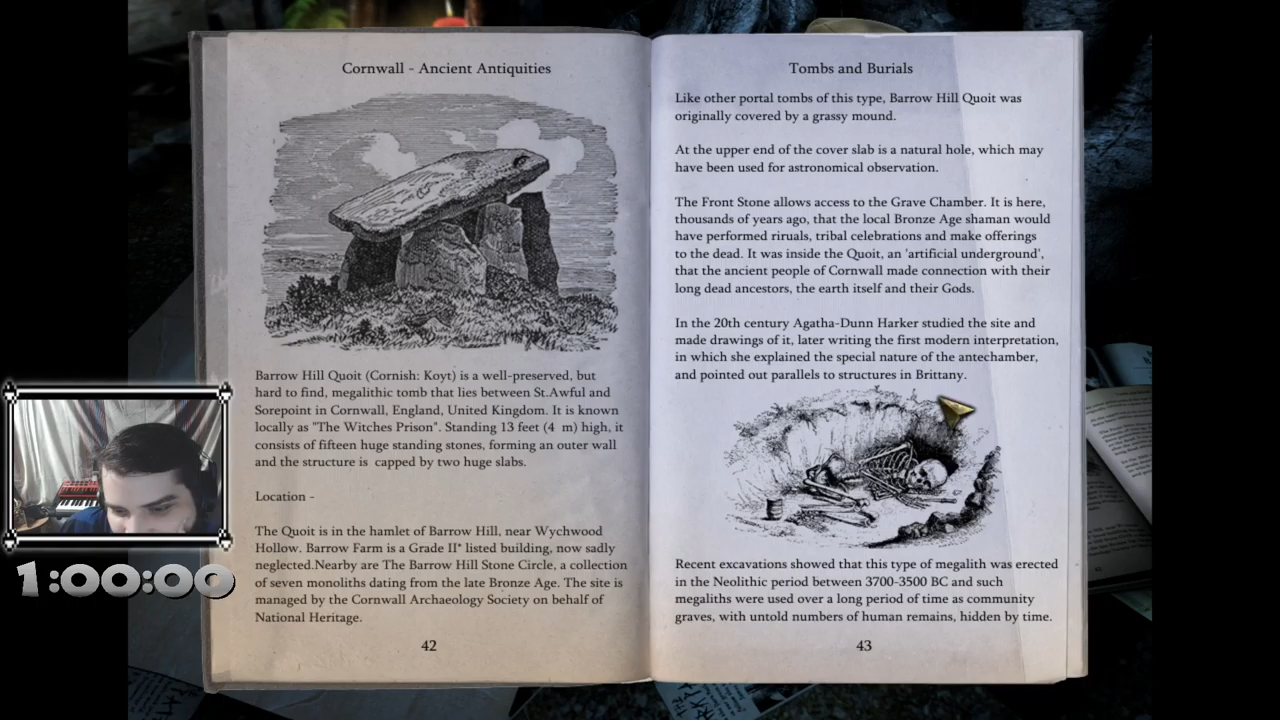 Cornwall - Ancient Antiquities
Barrow Hill Quoit (Cornish: Koyt) is a well-preserved, but
hard to find, megalithic tomb that lies between St.Awful and
Sorepoint in Cornwall, England, United Kingdom. It is known
locally as "The Witches Prison". Standing 13 feet (4 m) high, it
consists of fifteen huge standing stones, forming an outer wall
and the structure is capped by two huge slabs.
Location -
The Quoit is in the hamlet of Barrow Hill, near Wychwood
Hollow. Barrow Farm is a Grade II* listed building, now sadly
neglected.Nearby are The Barrow Hill Stone Circle, a collection
of seven monoliths dating from the late Bronze Age. The site is
managed by the Cornwall Archaeology Society on behalf of
National Heritage.
42
Tombs and Burials
Like other portal tombs of this type, Barrow Hill Quoit was
originally covered by a grassy mound.
At the upper end of the cover slab is a natural hole, which may
have been used for astronomical observation.
The Front Stone allows access to the Grave Chamber. It is here,
thousands of years ago, that the local Bronze Age shaman would
have performed riruals, tribal celebrations and make offerings
to the dead. It was inside the Quoit, an 'artificial underground',
that the ancient people of Cornwall made connection with their
long dead ancestors, the earth itself and their Gods.
In the 20th century Agatha-Dunn Harker studied the site and
made drawings of it, later writing the first modern interpretation,
in which she explained the special nature of the antechamber,
and pointed out parallels to structures in Brittany.
Recent excavations showed that this type of megalith was erected
in the Neolithic period between 3700-3500 BC and such
megaliths were used over a long period of time as community
graves, with untold numbers of human remains, hidden by time.
43
1:00:00